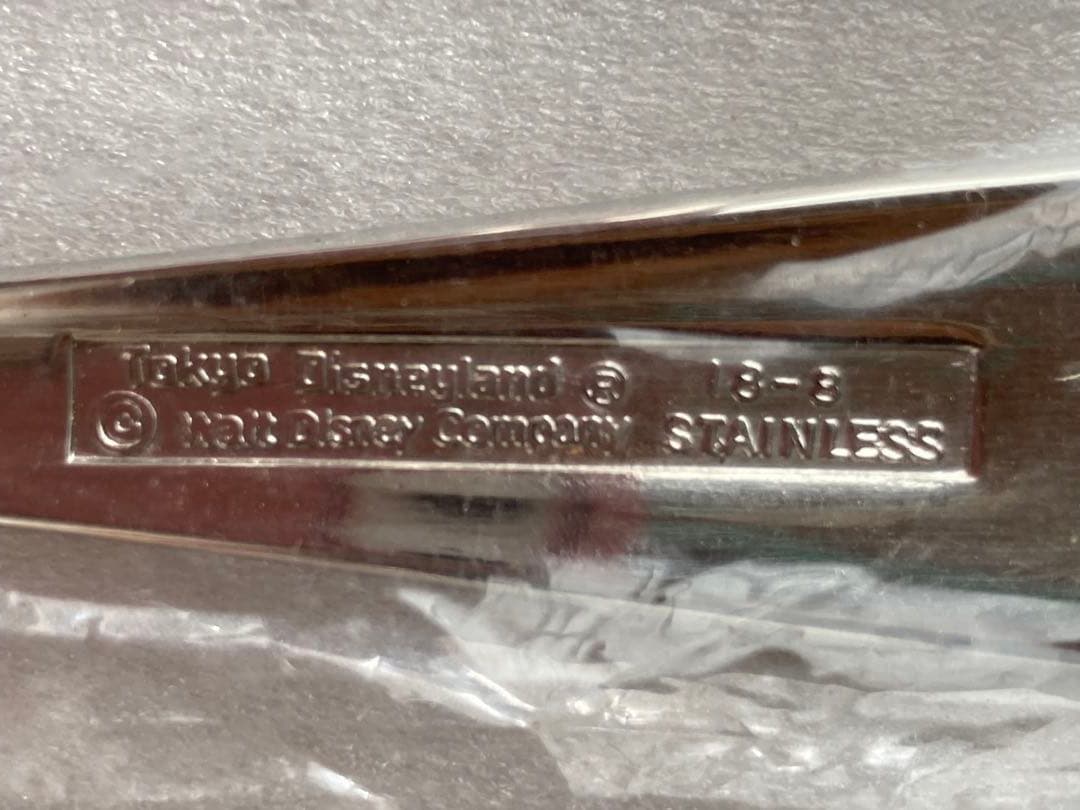 Tokyo Disneyland ® 18-8
© Walt Disney Company STAINLESS